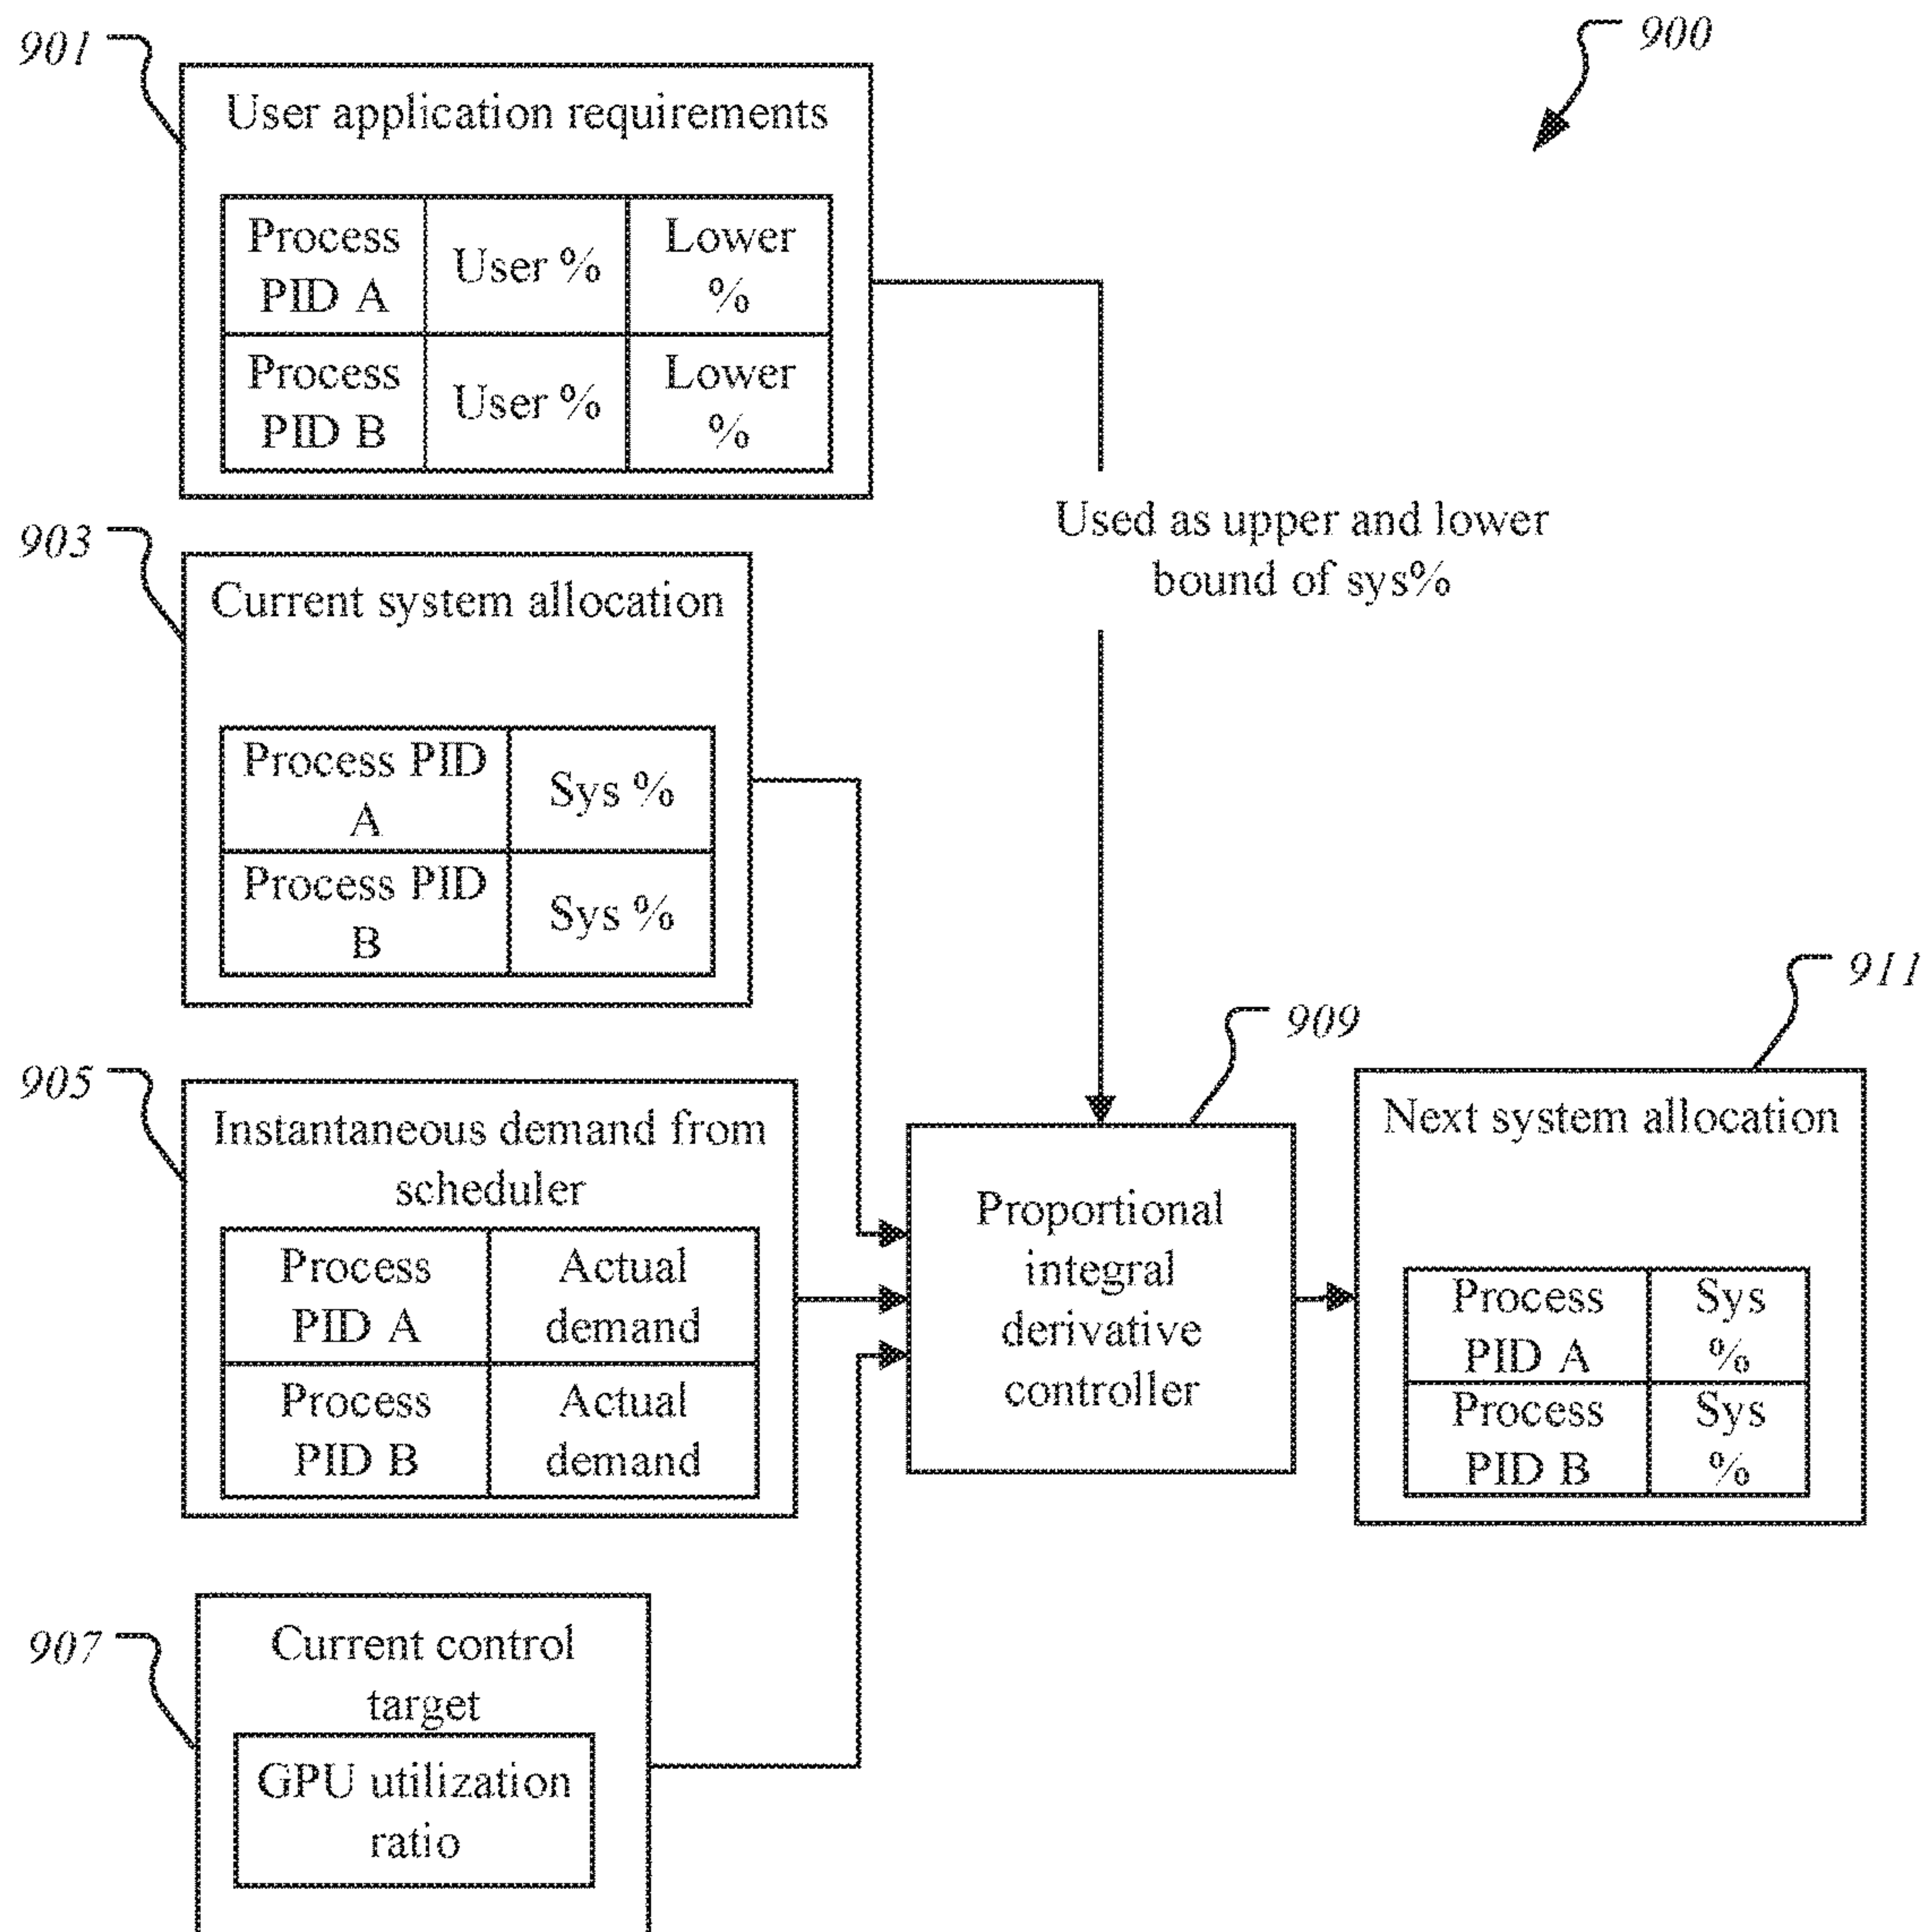 900
901
User application requirements
Process
PID A
User %
Lower
%
Process
PID B
User %
Lower
%
Used as upper and lower
bound of sys%
903
Current system allocation
Process PID
A
Sys %
Process PID
B
Sys %
905
Instantaneous demand from
scheduler
Process
PID A
Actual
demand
Process
PID B
Actual
demand
907
Current control
target
GPU utilization
ratio
909
Proportional
integral
derivative
controller
911
Next system allocation
Process
PID A
Sys
%
Process
PID B
Sys
%